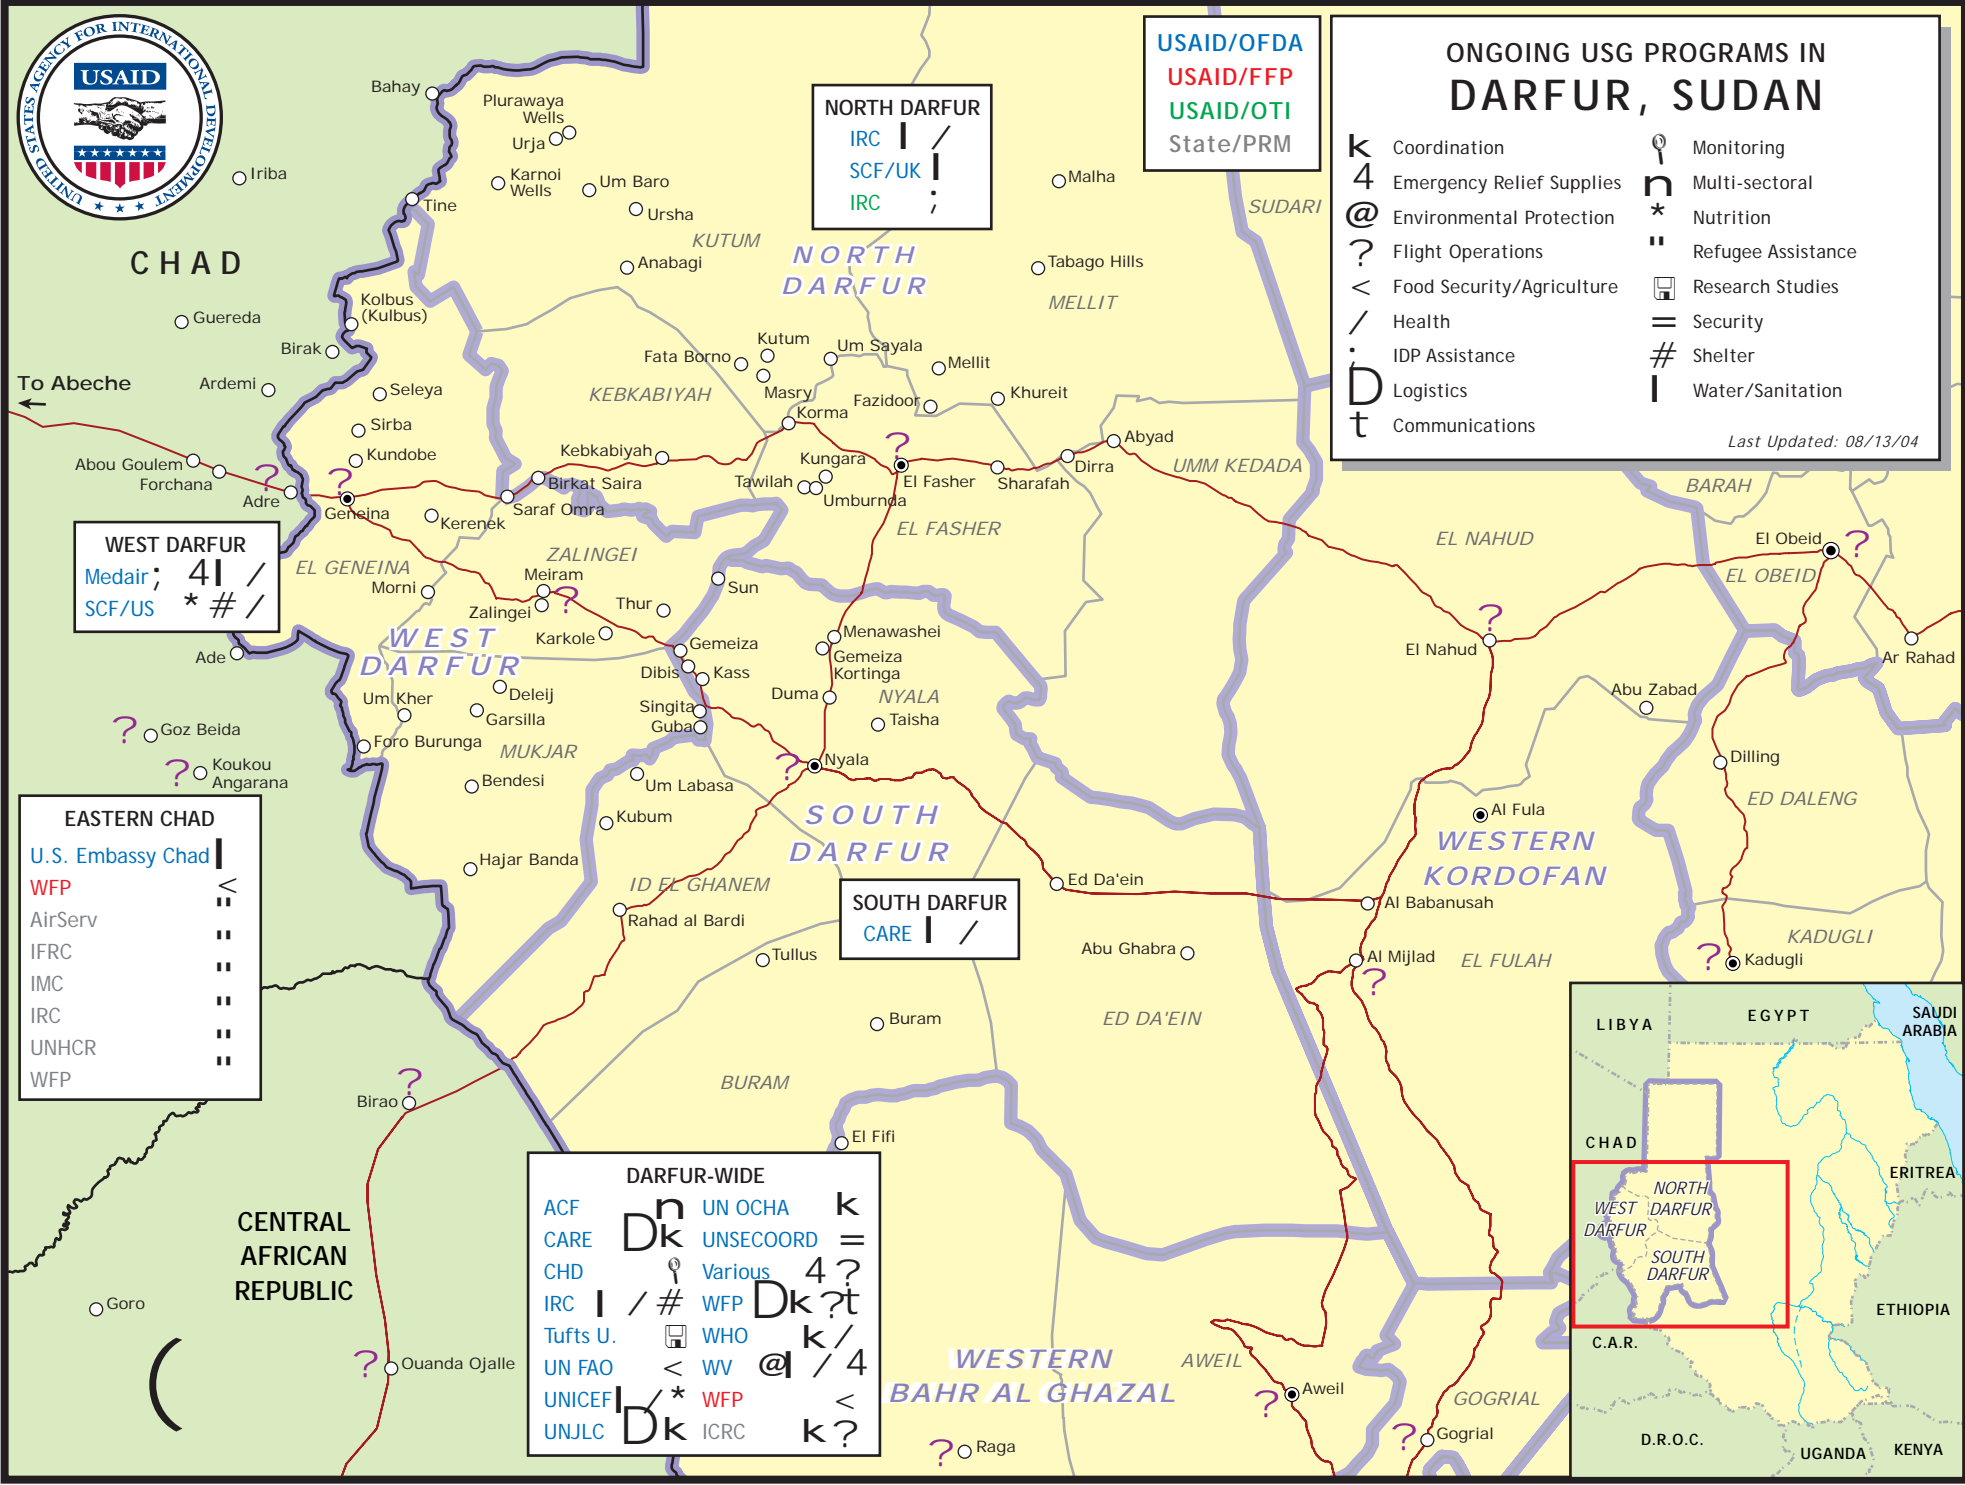 UNITED STATES AGENCY FOR INTERNATIONAL DEVELOPMENT
USAID
USAID/OFDA
USAID/FFP
USAID/OTI
State/PRM
ONGOING USG PROGRAMS IN
DARFUR, SUDAN
k Coordination
4 Emergency Relief Supplies
@ Environmental Protection
? Flight Operations
< Food Security/Agriculture
/ Health
; IDP Assistance
D Logistics
t Communications
Monitoring
n Multi-sectoral
* Nutrition
" Refugee Assistance
Research Studies
= Security
# Shelter
I Water/Sanitation
Last Updated: 08/13/04
NORTH DARFUR
IRC I /
SCF/UK I
IRC ;
WEST DARFUR
Medair ; 4 I /
SCF/US * # /
EASTERN CHAD
U.S. Embassy Chad I
WFP <
AirServ "
IFRC "
IMC "
IRC "
UNHCR "
WFP "
SOUTH DARFUR
CARE I /
DARFUR-WIDE
ACF n
CARE D k
CHD
IRC I / #
Tufts U.
UN FAO <
UNICEF I / *
UNJLC D k
UN OCHA k
UNSECOORD =
Various 4 ?
WFP D k ? t
WHO k /
WV @ I / 4
WFP <
ICRC k ?
CHAD
Bahay
Plurawaya
Wells
Urja
Iriba
Karnoi
Wells
Um Baro
Ursha
Tine
KUTUM
Anabagi
NORTH
DARFUR
Malha
SUDARI
Tabago Hills
MELLIT
Kolbus
(Kulbus)
Guereda
Birak
Ardemi
To Abeche
Seleya
Sirba
Kundobe
Abou Goulem
Forchana
Adre
?
?
Geneina
Kerenek
EL GENEINA
Morni
Fata Borno
Kutum
Masry
Um Sayala
Mellit
Khureit
Fazidoor
KEBKABIYAH
Korma
Kebkabiyah
Birkat Saira
Saraf Omra
Kungara
Tawilah
Umburnda
?
El Fasher
Sharafah
Dirra
Abyad
UMM KEDADA
EL FASHER
BARAH
El Obeid
?
EL OBEID
EL NAHUD
?
El Nahud
Ar Rahad
Abu Zabad
ZALINGEI
Meiram
?
Zalingei
Thur
Karkole
Sun
Gemeiza
Dibis
Kass
Singita
Guba
Menawashei
Gemeiza
Kortinga
Duma
NYALA
Taisha
?
Nyala
WEST
DARFUR
Ade
Um Kher
Deleij
Garsilla
Foro Burunga
MUKJAR
Bendesi
Um Labasa
Kubum
Hajar Banda
?
Goz Beida
?
Koukou
Angarana
SOUTH
DARFUR
ID EL GHANEM
Rahad al Bardi
Tullus
Ed Da'ein
Abu Ghabra
Buram
ED DA'EIN
BURAM
El Fifi
Dilling
ED DALENG
Al Fula
WESTERN
KORDOFAN
Al Babanusah
Al Mijlad
?
EL FULAH
KADUGLI
?
Kadugli
?
Birao
CENTRAL
AFRICAN
REPUBLIC
Goro
(
?
Ouanda Ojalle
WESTERN
BAHR AL GHAZAL
?
Raga
AWEIL
?
Aweil
GOGRIAL
?
Gogrial
LIBYA
EGYPT
SAUDI
ARABIA
CHAD
ERITREA
NORTH
DARFUR
WEST
DARFUR
SOUTH
DARFUR
ETHIOPIA
C.A.R.
D.R.O.C.
UGANDA
KENYA